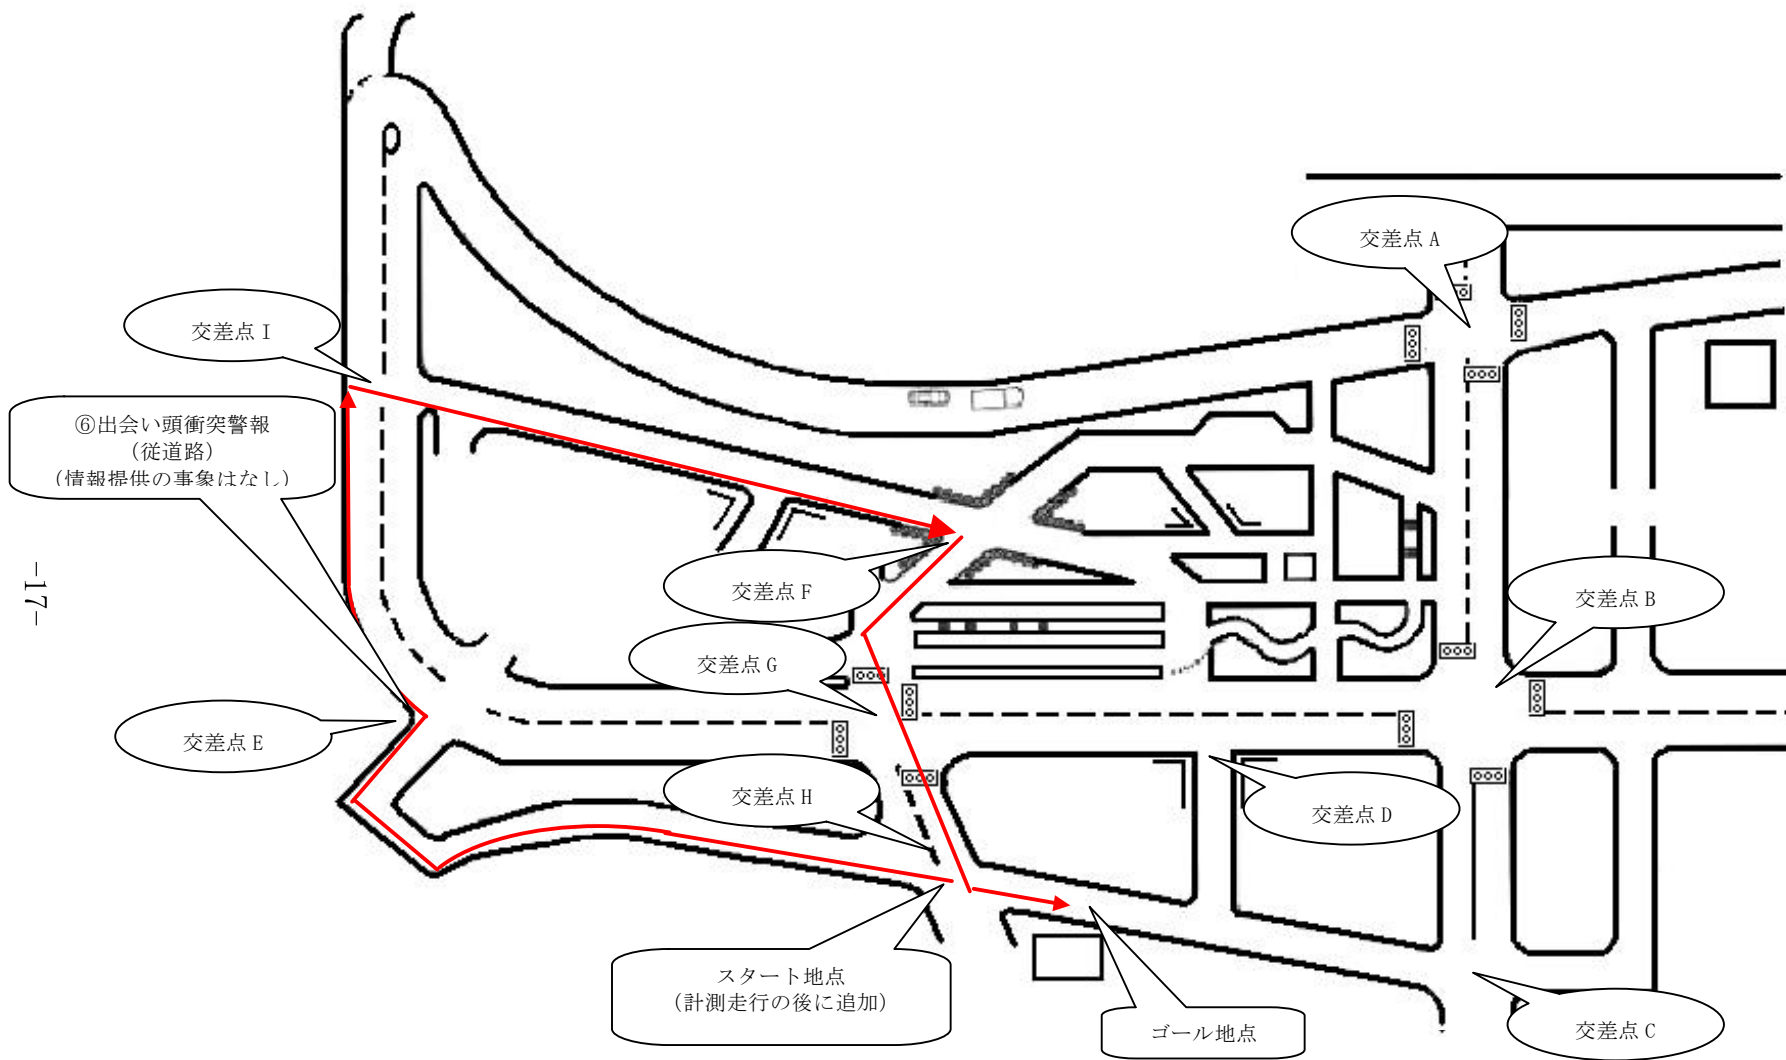 交差点 A
交差点 I
⑥出会い頭衝突警報
(従道路)
(情報提供の事象はなし)
交差点 F
交差点 B
交差点 G
交差点 E
交差点 H
交差点 D
スタート地点
(計測走行の後に追加)
ゴール地点
交差点 C
-17-